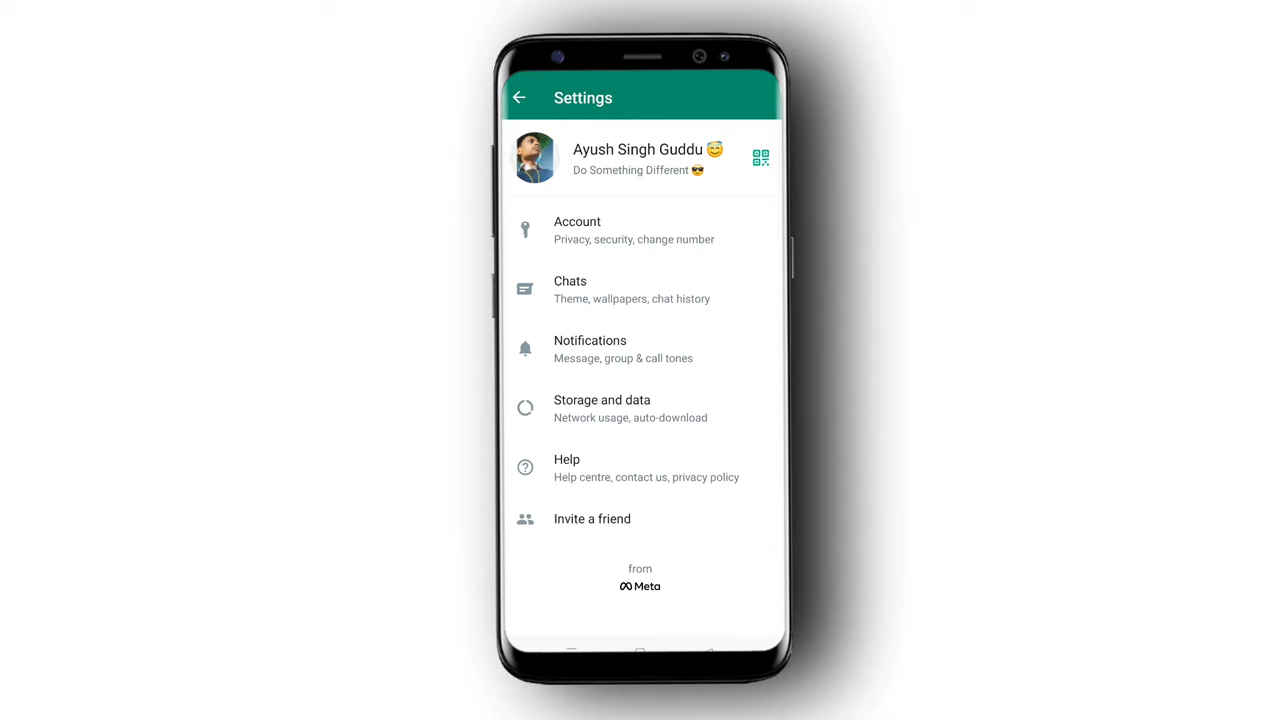 Settings
Ayush Singh Guddu 😇
Do Something Different 😎
Account
Privacy, security, change number
Chats
Theme, wallpapers, chat history
Notifications
Message, group & call tones
Storage and data
Network usage, auto-download
Help
Help centre, contact us, privacy policy
Invite a friend
from
Meta